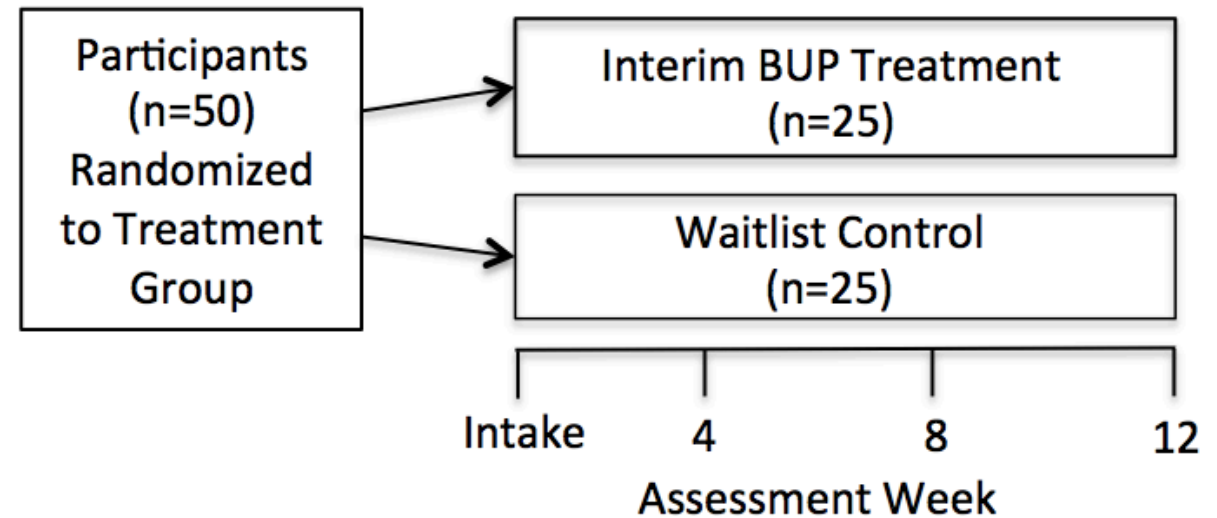 Participants
(n=50)
Randomized
to Treatment
Group
Interim BUP Treatment
(n=25)
Waitlist Control
(n=25)
Intake 4 8 12
Assessment Week